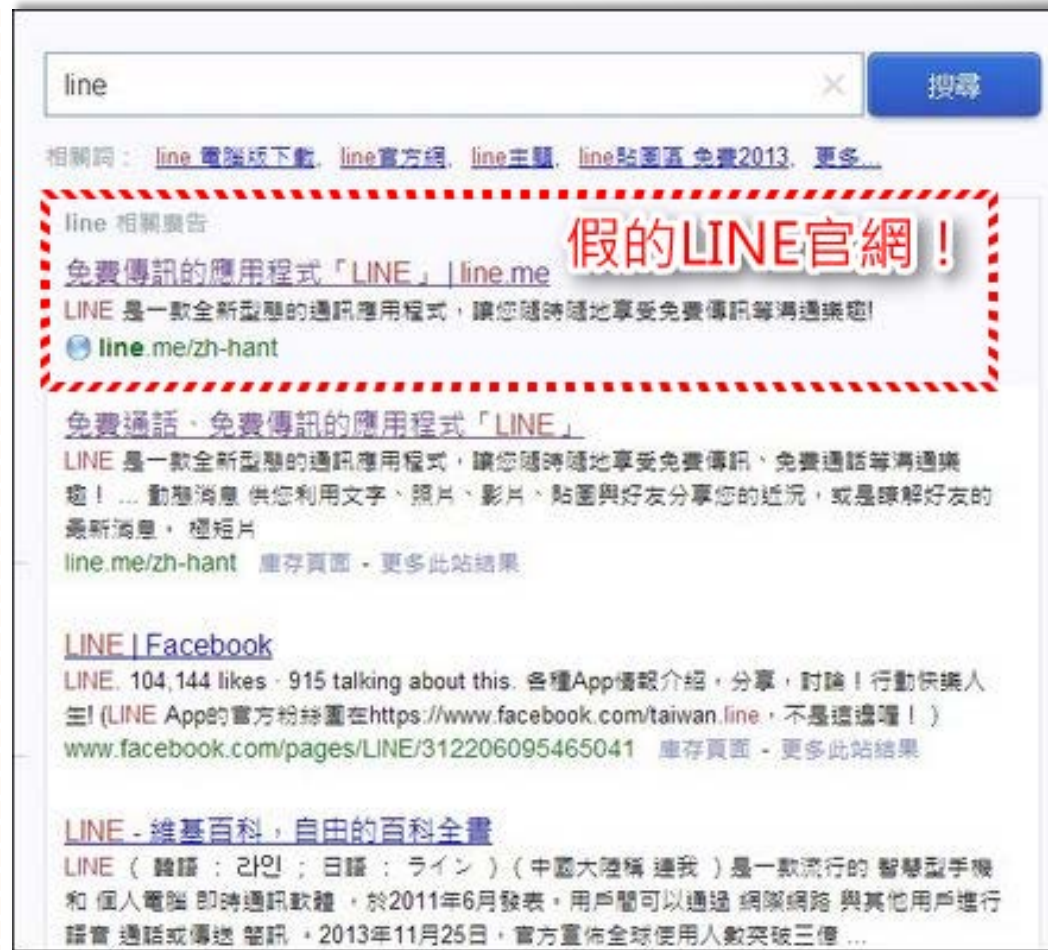 line
搜尋
相關詞： line 電腦版下載, line官方網, line主題, line貼圖區 免費2013, 更多...
line 相關廣告
假的LINE官網！
免費傳訊的應用程式「LINE」 | line.me
LINE 是一款全新型態的通訊應用程式，讓您隨時隨地享受免費傳訊等溝通樂趣!
line.me/zh-hant
免費通話、免費傳訊的應用程式「LINE」
LINE 是一款全新型態的通訊應用程式，讓您隨時隨地享受免費傳訊、免費通話等溝通樂
趣！ ... 動態消息 供您利用文字、照片、影片、貼圖與好友分享您的近況，或是瞭解好友的
最新消息。 極短片
line.me/zh-hant 庫存頁面 - 更多此站結果
LINE | Facebook
LINE. 104,144 likes · 915 talking about this. 各種App情報介紹，分享，討論！行動快樂人
生! (LINE App的官方粉絲團在https://www.facebook.com/taiwan.line，不是這邊喔！ )
www.facebook.com/pages/LINE/312206095465041 庫存頁面 - 更多此站結果
LINE - 維基百科，自由的百科全書
LINE （ 韓語 ： 라인 ； 日語 ： ライン ）（ 中國大陸稱 連我 ）是一款流行的 智慧型手機
和 個人電腦 即時通訊軟體 ，於2011年6月發表。用戶間可以通過 網際網路 與其他用戶進行
語音 通話或傳送 簡訊 。2013年11月25日，官方宣佈全球使用人數突破三億 ...